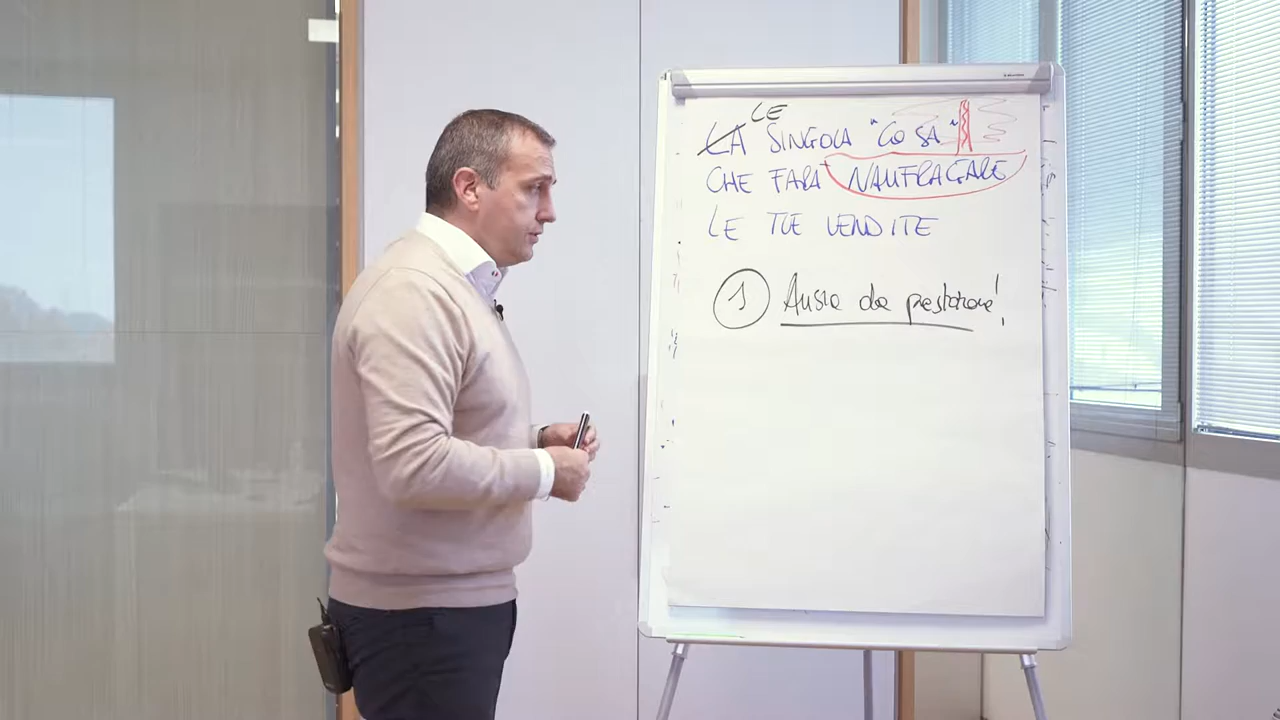 LE
LA SINGOLA "COSA"
CHE FARÀ NAUFRAGARE
LE TUE VENDITE
1 Ansia da prestazione!